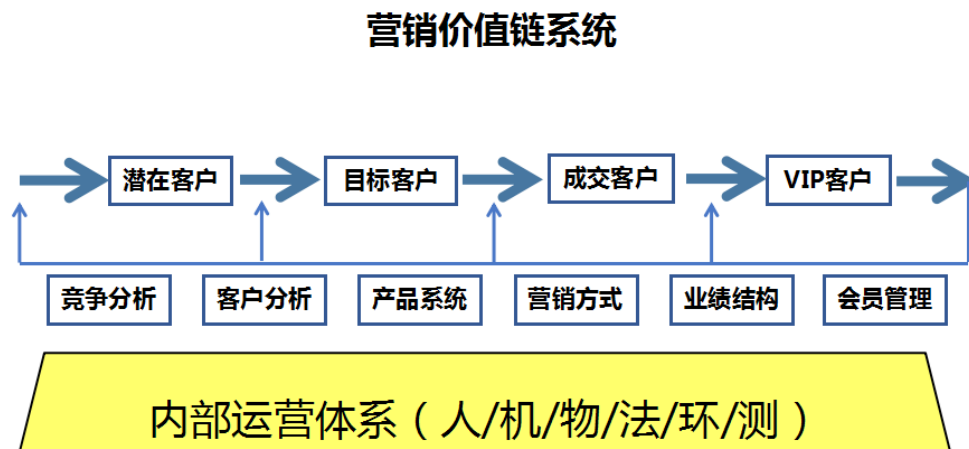 营销价值链系统
潜在客户
目标客户
成交客户
VIP客户
竞争分析
客户分析
产品系统
营销方式
业绩结构
会员管理
内部运营体系（人/机/物/法/环/测）